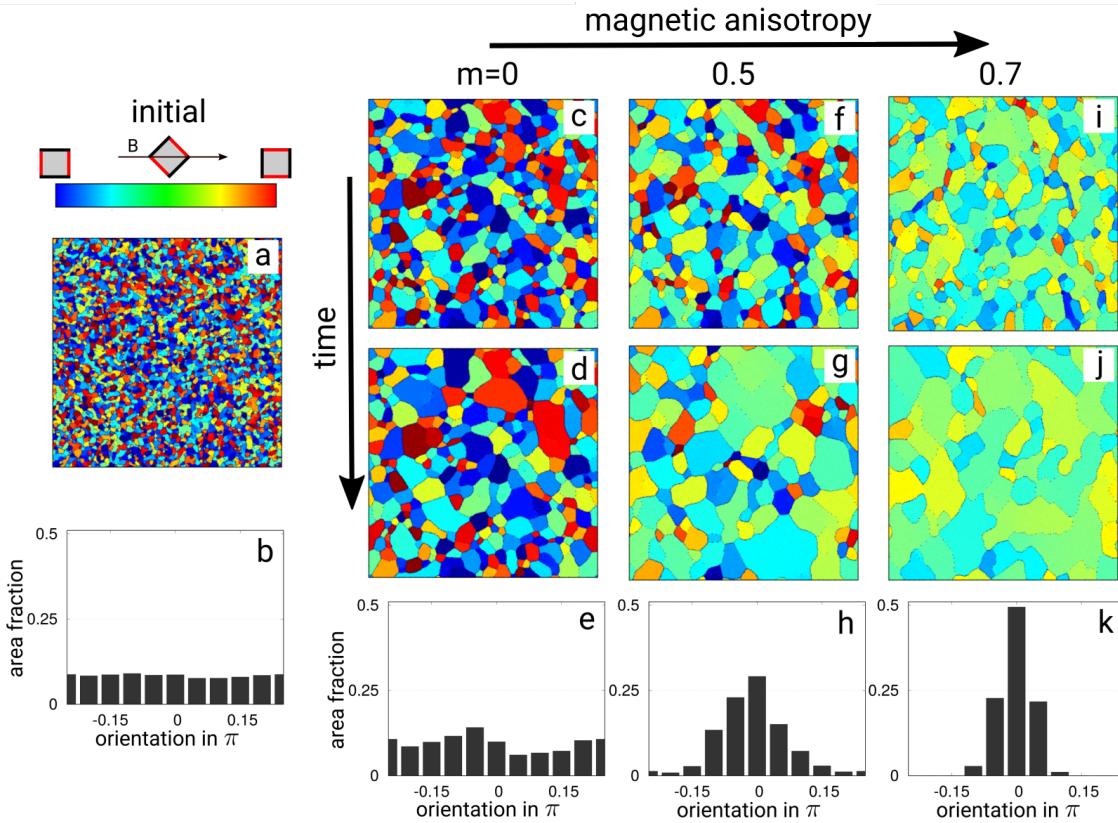 magnetic anisotropy
m=0 0.5 0.7
initial
B
time
a
c
f
i
d
g
j
b
0.5
0.25
0
area fraction
-0.15 0 0.15
orientation in π
e
0.5
0.25
0
area fraction
-0.15 0 0.15
orientation in π
h
0.5
0.25
0
-0.15 0 0.15
orientation in π
k
0.5
0.25
0
-0.15 0 0.15
orientation in π